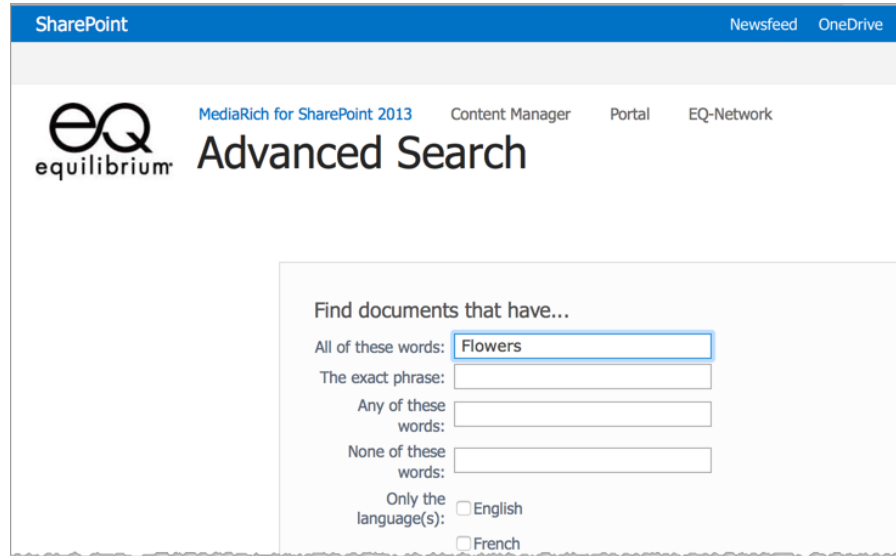 SharePoint Newsfeed OneDrive
eQ
equilibrium
MediaRich for SharePoint 2013 Content Manager Portal EQ-Network
Advanced Search
Find documents that have...
All of these words: Flowers
The exact phrase:
Any of these
words:
None of these
words:
Only the
language(s):
English
French